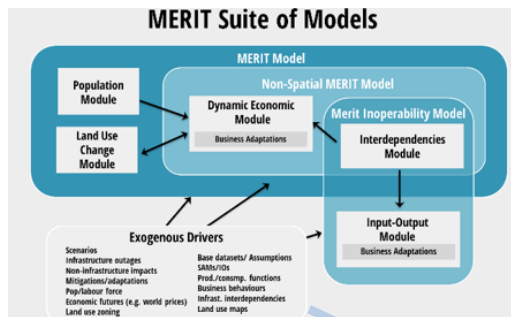 MERIT Suite of Models
MERIT Model
Non-Spatial MERIT Model
Population
Module
Dynamic Economic
Module
Business Adaptations
Merit Inoperability Model
Land Use
Change
Module
Interdependencies
Module
Input-Output
Module
Business Adaptations
Exogenous Drivers
Scenarios
Infrastructure outages
Non-infrastructure impacts
Mitigations/adaptations
Pop/labour force
Economic futures (e.g. world prices)
Land use zoning
Base datasets/ Assumptions
SAMs/IOs
Prod./consmp. functions
Business behaviours
Infrast. interdependencies
Land use maps